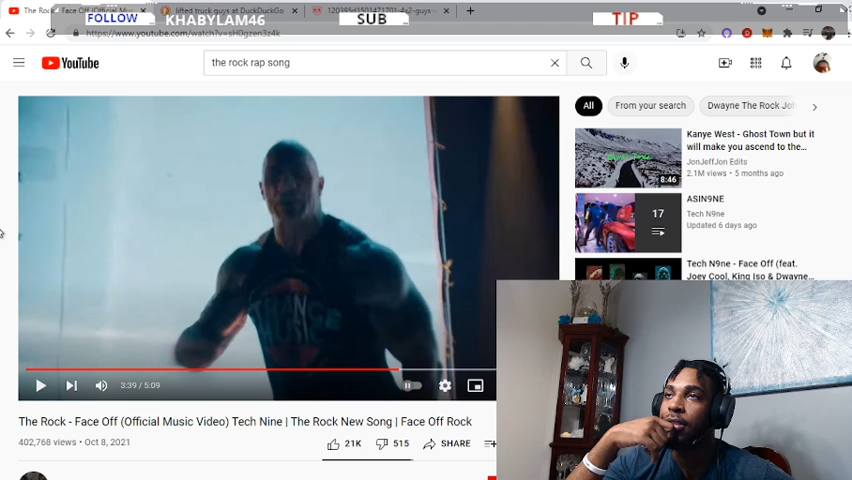 FOLLOW
KHABYLAM46
SUB
TIP
lifted truck guys at DuckDuckGo
https://www.youtube.com/watch?v=sH0gzen3z4k
YouTube
the rock rap song
All
From your search
Dwayne The Rock Jo
Kanye West - Ghost Town but it
will make you ascend to the...
JonJeffJon Edits
2.1M views • 5 months ago
8:46
ASIN9NE
Tech N9ne
Updated 6 days ago
17
Tech N9ne - Face Off (feat.
Joey Cool, King Iso & Dwayne...
3:39 / 5:09
The Rock - Face Off (Official Music Video) Tech Nine | The Rock New Song | Face Off Rock
402,768 views • Oct 8, 2021
21K
515
SHARE